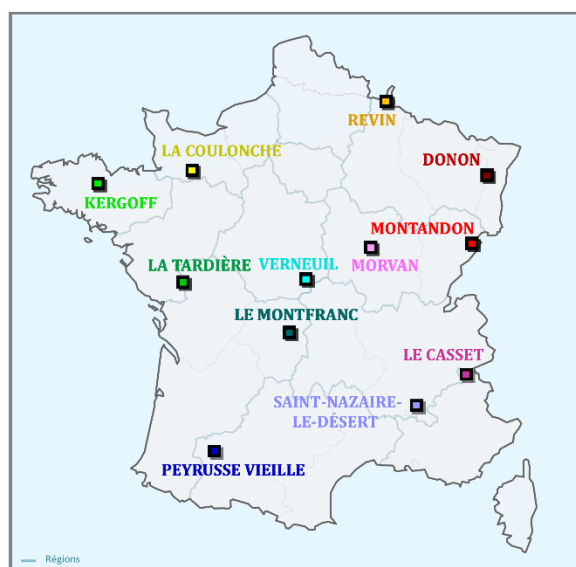 REVIN
LA COULONCHE
DONON
KERGOFF
MONTANDON
LA TARDIÈRE
VERNEUIL
MORVAN
LE MONTFRANC
LE CASSET
SAINT-NAZAIRE-
LE-DÉSERT
PEYRUSSE VIEILLE
Régions